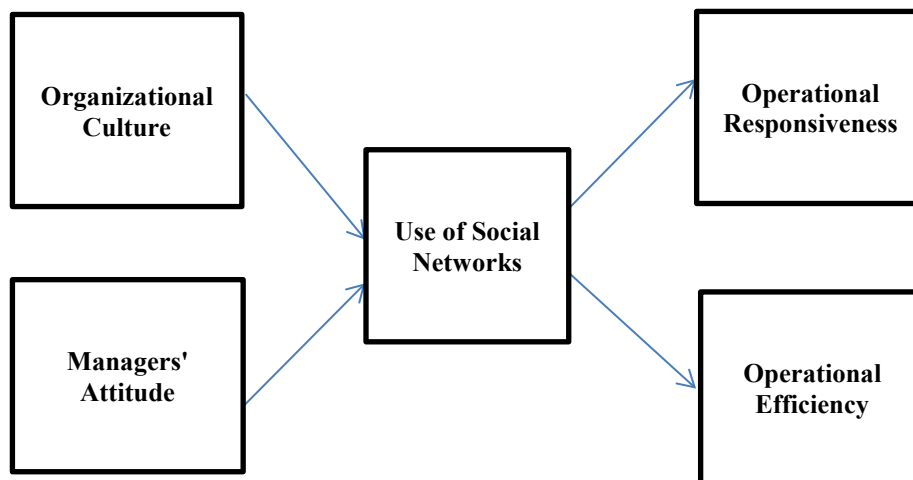 Organizational
Culture
Managers'
Attitude
Use of Social
Networks
Operational
Responsiveness
Operational
Efficiency